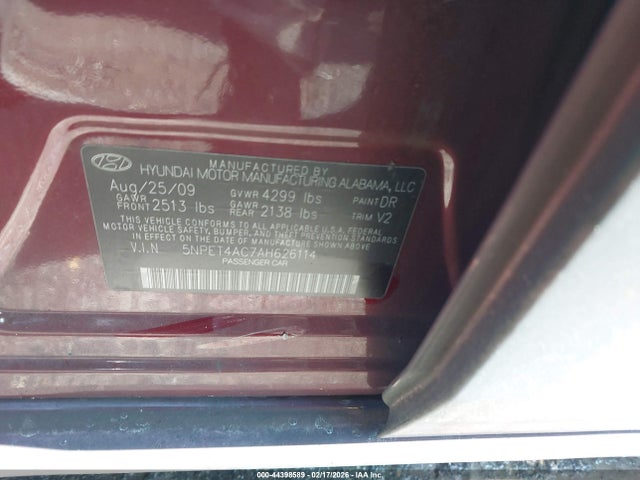 MANUFACTURED BY
HYUNDAI MOTOR MANUFACTURING ALABAMA, LLC
Aug/25/09 GVWR 4299 lbs PAINT DR
GAWR FRONT 2513 lbs GAWR REAR 2138 lbs TRIM V2
THIS VEHICLE CONFORMS TO ALL APPLICABLE U.S.A. FEDERAL
MOTOR VEHICLE SAFETY, BUMPER, AND THEFT PREVENTION STANDARDS
IN EFFECT ON THE DATE OF MANUFACTURE SHOWN ABOVE
V.I.N 5NPET4AC7AH626114
PASSENGER CAR
000-44398589 | 02/17/2026 - IAA Inc.